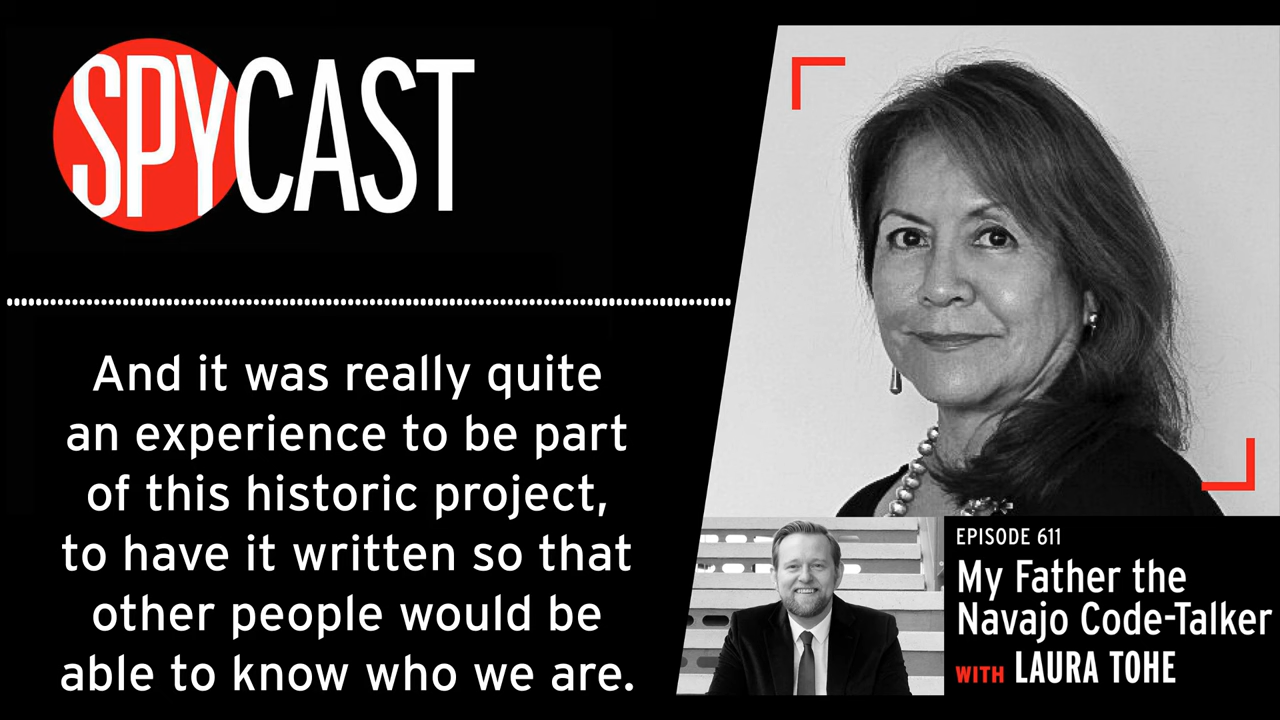 SPYCAST
And it was really quite
an experience to be part
of this historic project,
to have it written so that
other people would be
able to know who we are.
EPISODE 611
My Father the
Navajo Code-Talker
WITH LAURA TOHE